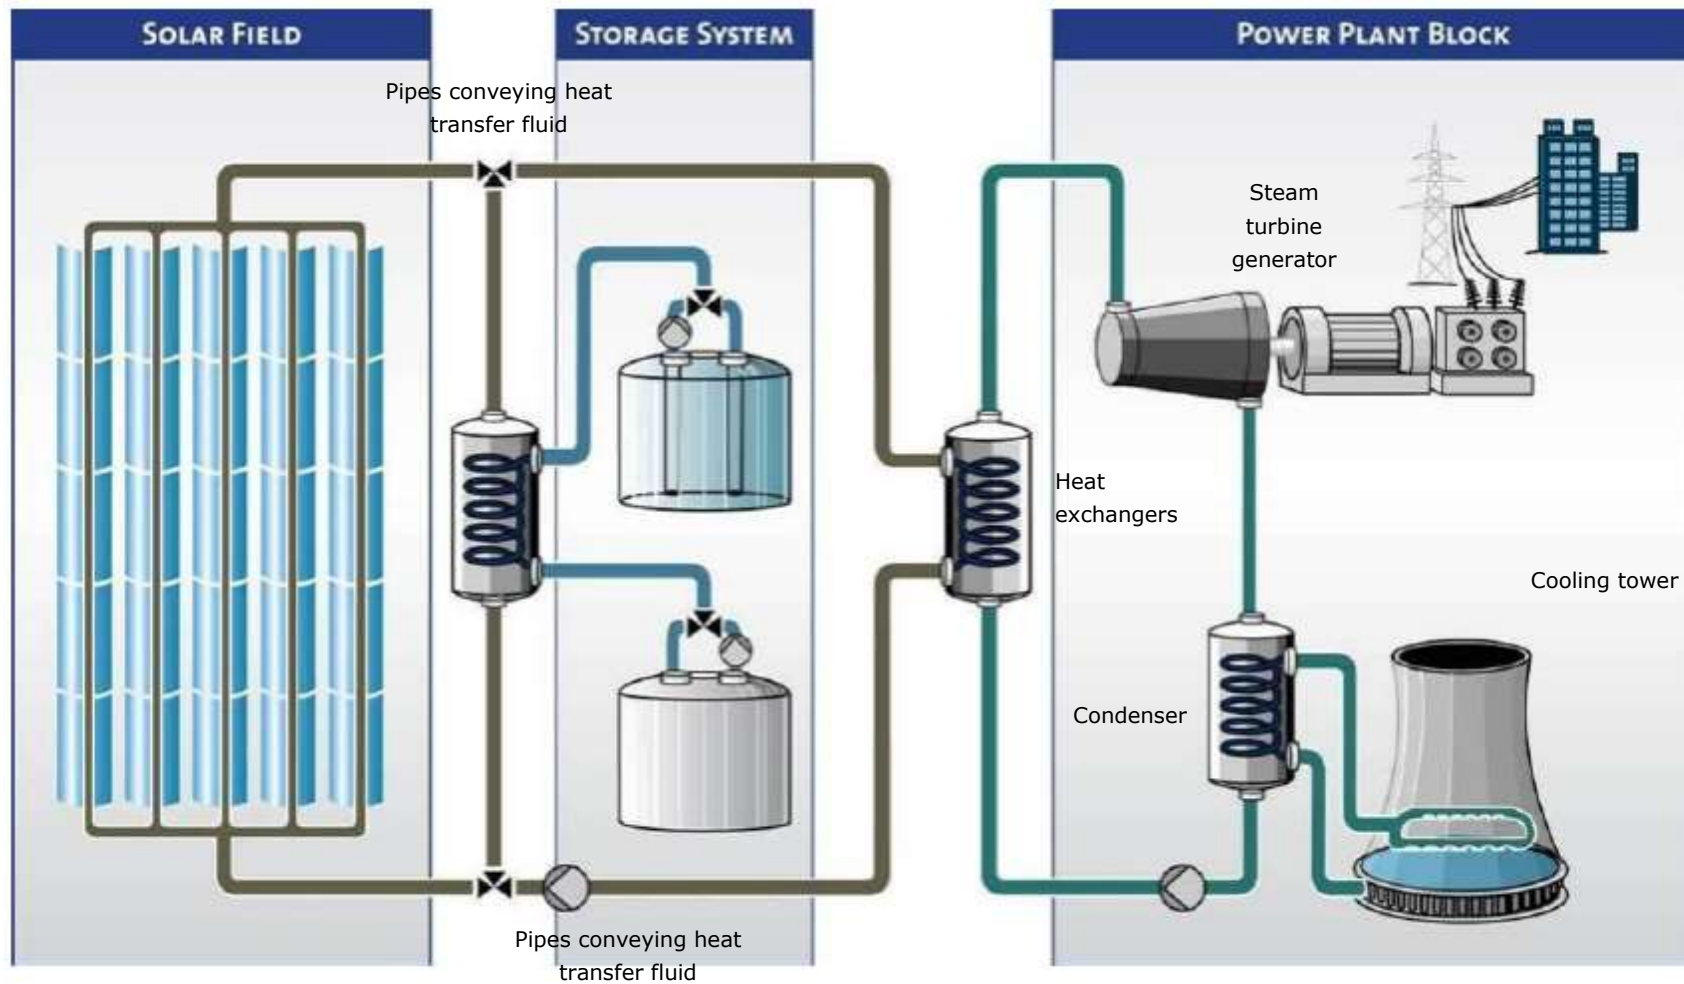 SOLAR FIELD
STORAGE SYSTEM
POWER PLANT BLOCK
Pipes conveying heat
transfer fluid
Steam
turbine
generator
Heat
exchangers
Cooling tower
Condenser
Pipes conveying heat
transfer fluid